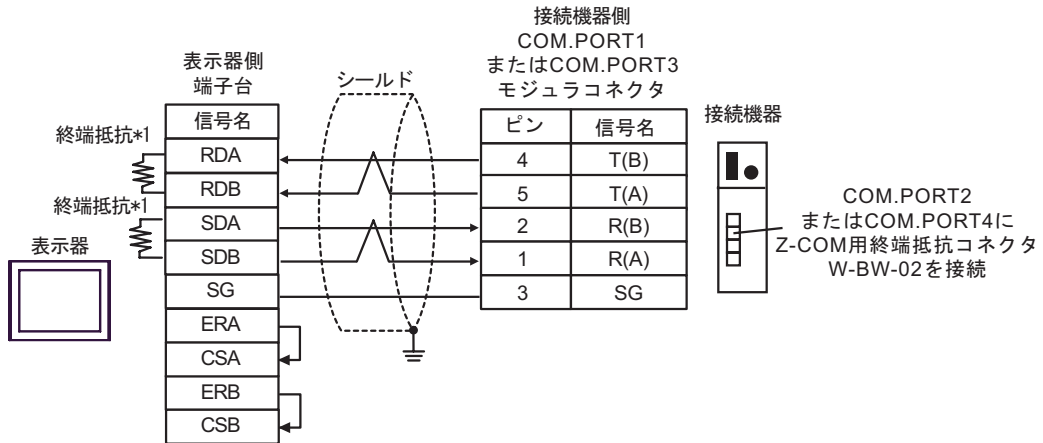 接続機器側
COM.PORT1
またはCOM.PORT3
モジュラコネクタ
表示器側
端子台
シールド
信号名
RDA
RDB
SDA
SDB
SG
ERA
CSA
ERB
CSB
終端抵抗*1
終端抵抗*1
表示器
ピン 信号名
4 T(B)
5 T(A)
2 R(B)
1 R(A)
3 SG
接続機器
COM.PORT2
またはCOM.PORT4に
Z-COM用終端抵抗コネクタ
W-BW-02を接続